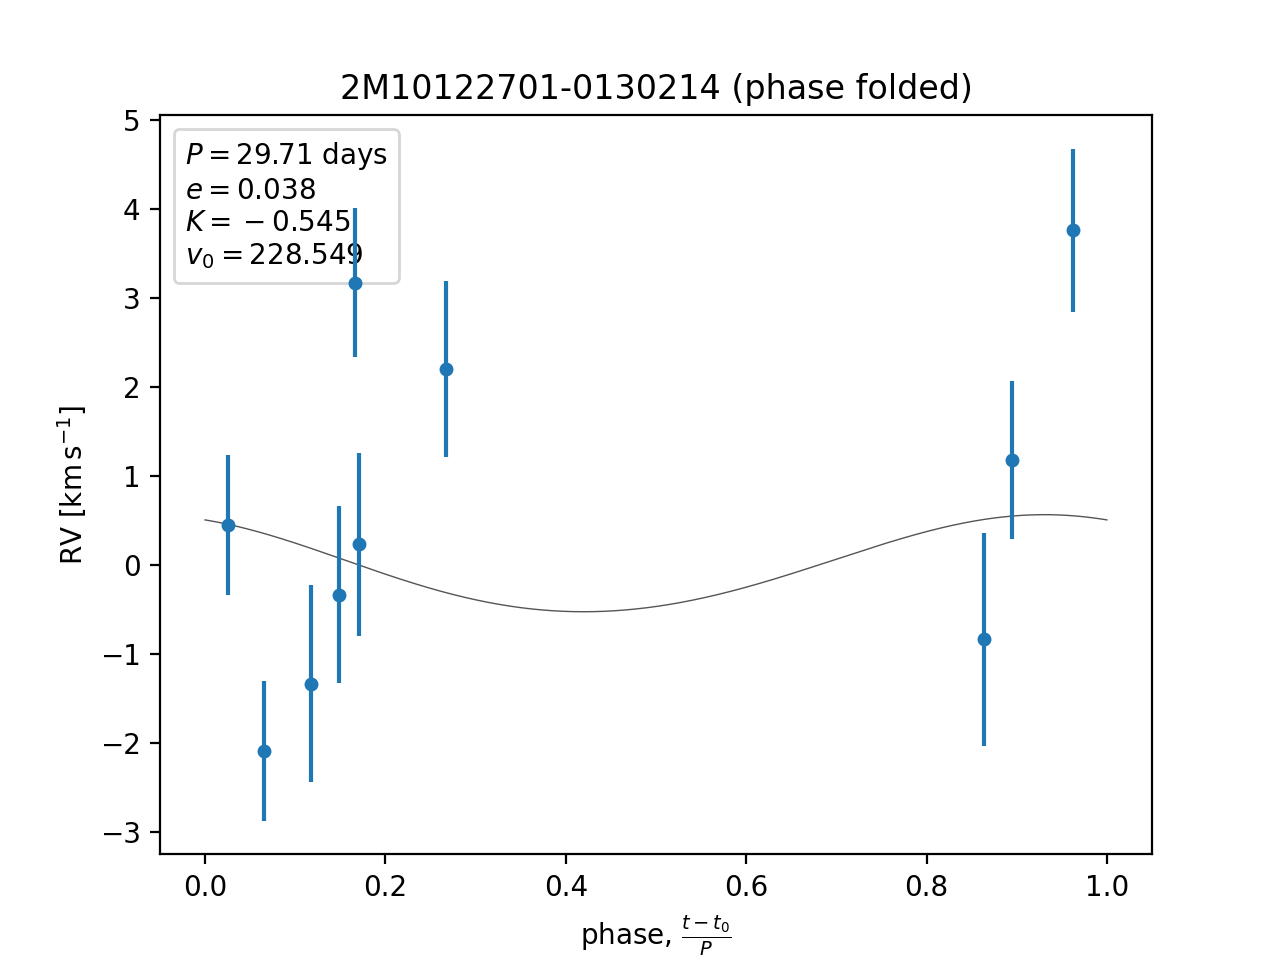 2M10122701-0130214 (phase folded)
P = 29.71 days
e = 0.038
K = −0.545
v₀ = 228.549
RV [km s⁻¹]
5
4
3
2
1
0
−1
−2
−3
0.0 0.2 0.4 0.6 0.8 1.0
phase, (t − t₀)/P